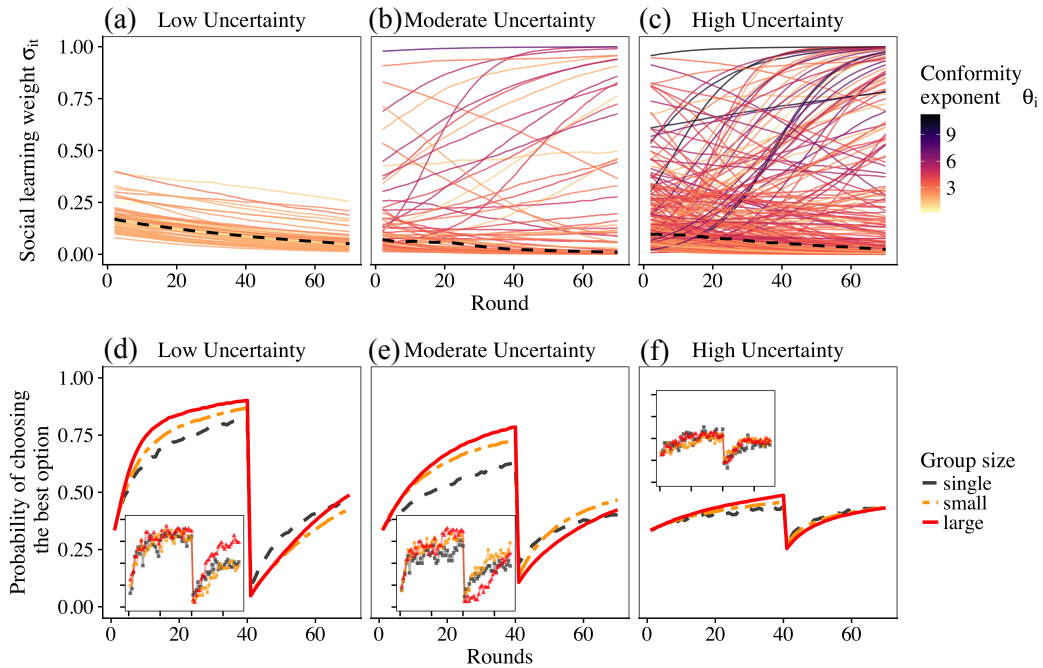 (a) Low Uncertainty
(b) Moderate Uncertainty
(c) High Uncertainty
Social learning weight σit
1.00
0.75
0.50
0.25
0.00
0 20 40 60
0 20 40 60
0 20 40 60
Round
Conformity
exponent θi
9
6
3
(d) Low Uncertainty
(e) Moderate Uncertainty
(f) High Uncertainty
Probability of choosing
the best option
1.00
0.75
0.50
0.25
0.00
0 20 40 60
0 20 40 60
0 20 40 60
Rounds
Group size
single
small
large